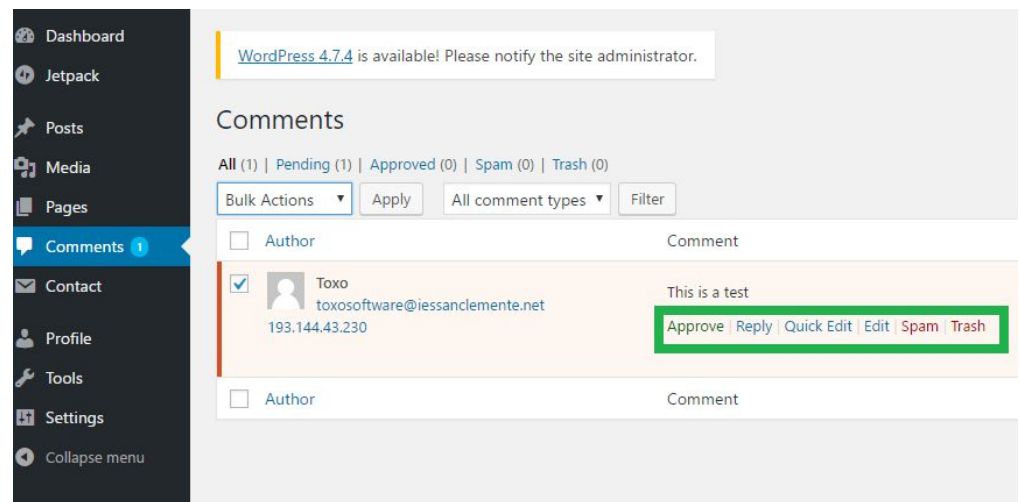 Dashboard
Jetpack
Posts
Media
Pages
Comments 1
Contact
Profile
Tools
Settings
Collapse menu
WordPress 4.7.4 is available! Please notify the site administrator.
Comments
All (1) | Pending (1) | Approved (0) | Spam (0) | Trash (0)
Bulk Actions Apply All comment types Filter
Author Comment
Toxo
toxosoftware@iessanclemente.net
193.144.43.230
This is a test
Approve | Reply | Quick Edit | Edit | Spam | Trash
Author Comment